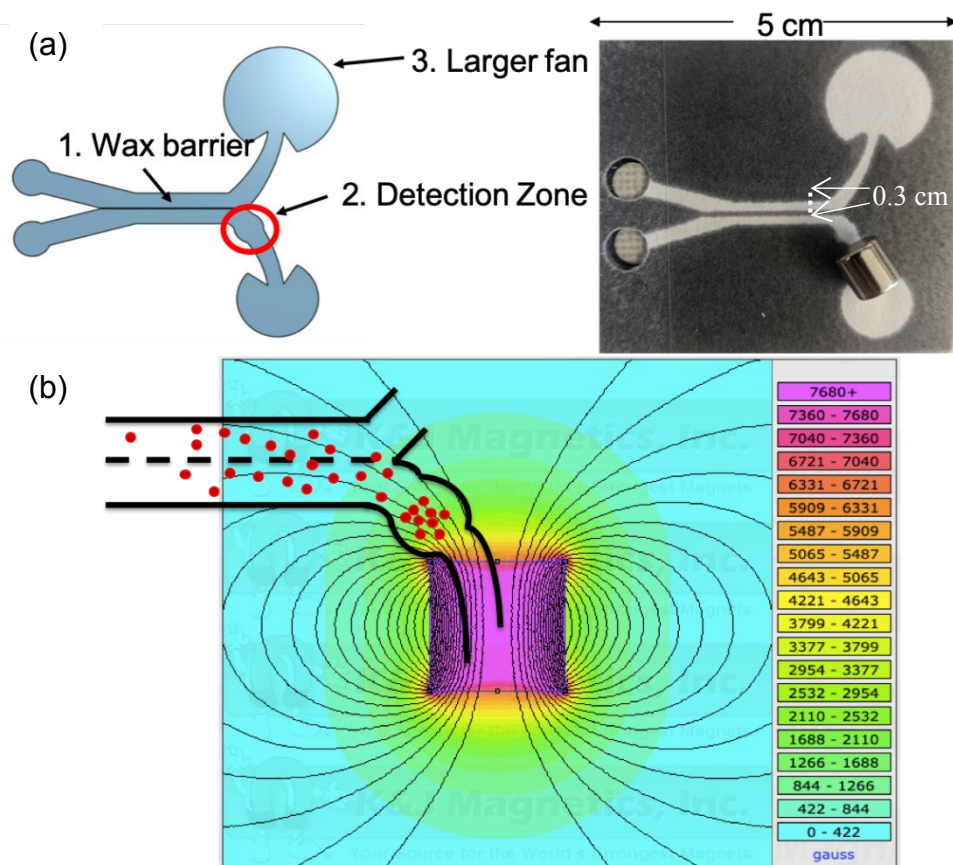 (a)
5 cm
3. Larger fan
1. Wax barrier
2. Detection Zone
0.3 cm
(b)
K&J Magnetics, Inc.
7680+
7360 - 7680
7040 - 7360
6721 - 7040
6331 - 6721
5909 - 6331
5487 - 5909
5065 - 5487
4643 - 5065
4221 - 4643
3799 - 4221
3377 - 3799
2954 - 3377
2532 - 2954
2110 - 2532
1688 - 2110
1266 - 1688
844 - 1266
422 - 844
0 - 422
gauss
K&J Magnetics, Inc.
Your Source for the World's Strongest Magnets